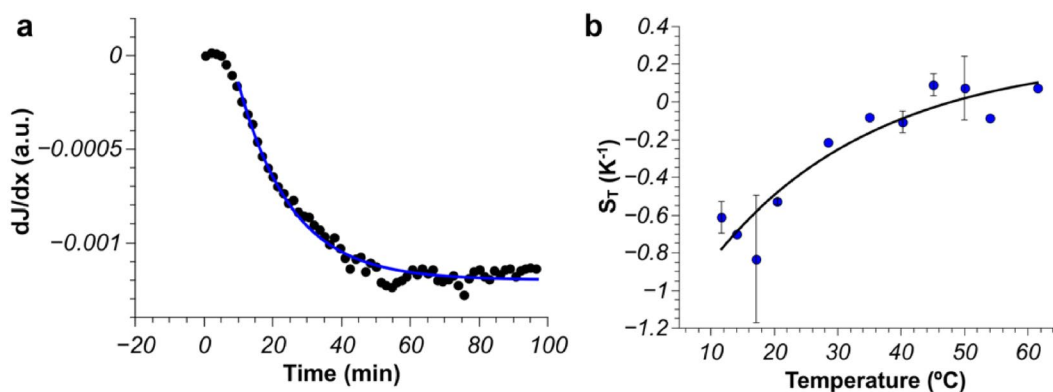 a
dJ/dx (a.u.)
0
−0.0005
−0.001
−20 0 20 40 60 80 100
Time (min)
b
S_T (K⁻¹)
0.4
0.2
0
−0.2
−0.4
−0.6
−0.8
−1
−1.2
10 20 30 40 50 60
Temperature (ºC)